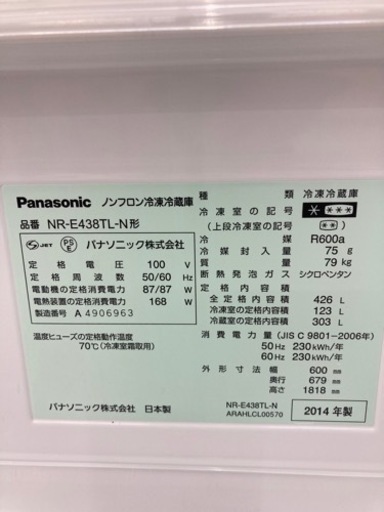 Panasonic ノンフロン冷凍冷蔵庫
品番 NR-E438TL-N形
JET PSE パナソニック株式会社
定格電圧 100 V
定格周波数 50/60 Hz
電動機の定格消費電力 87/87 W
電熱装置の定格消費電力 168 W
製造番号 A 4906963
温度ヒューズの定格動作温度
70℃(冷凍室霜取用)
パナソニック株式会社 日本製
種類 冷凍冷蔵庫
冷凍室の記号
(上段冷凍室の記号)
冷媒 R600a
冷媒封入量 75 g
質量 79 kg
断熱発泡ガス シクロペンタン
定格内容積
全定格内容積 426 L
冷凍室の定格内容積 123 L
冷蔵室の定格内容積 303 L
消費電力量(JIS C 9801-2006年)
50Hz 230kWh/年
60Hz 230kWh/年
外形寸法 幅 600 mm
奥行 679 mm
高さ 1818 mm
NR-E438TL-N
ARAHLCL00570
2014年製